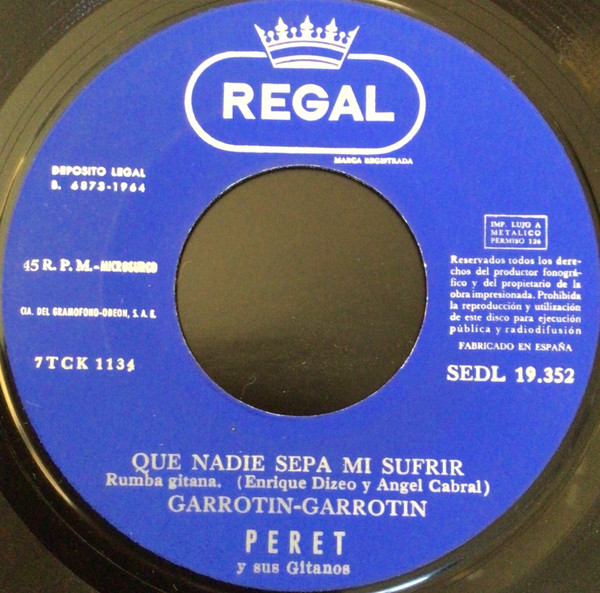 REGAL
MARCA REGISTRADA
DEPOSITO LEGAL
B. 6873-1964
45 R. P. M.-MICROSURCO
CIA. DEL GRAMOFONO-ODEON, S. A. E.
7TCK 1134
IMP. LUJO A
METALICO
PERMISO 126
Reservados todos los dere-
chos del productor fonográ-
fico y del propietario de la
obra impresionada. Prohibida
la reproducción y utilización
de este disco para ejecución
pública y radiodifusión
FABRICADO EN ESPAÑA
SEDL 19.352
QUE NADIE SEPA MI SUFRIR
Rumba gitana. (Enrique Dizeo y Angel Cabral)
GARROTIN-GARROTIN
PERET
y sus Gitanos